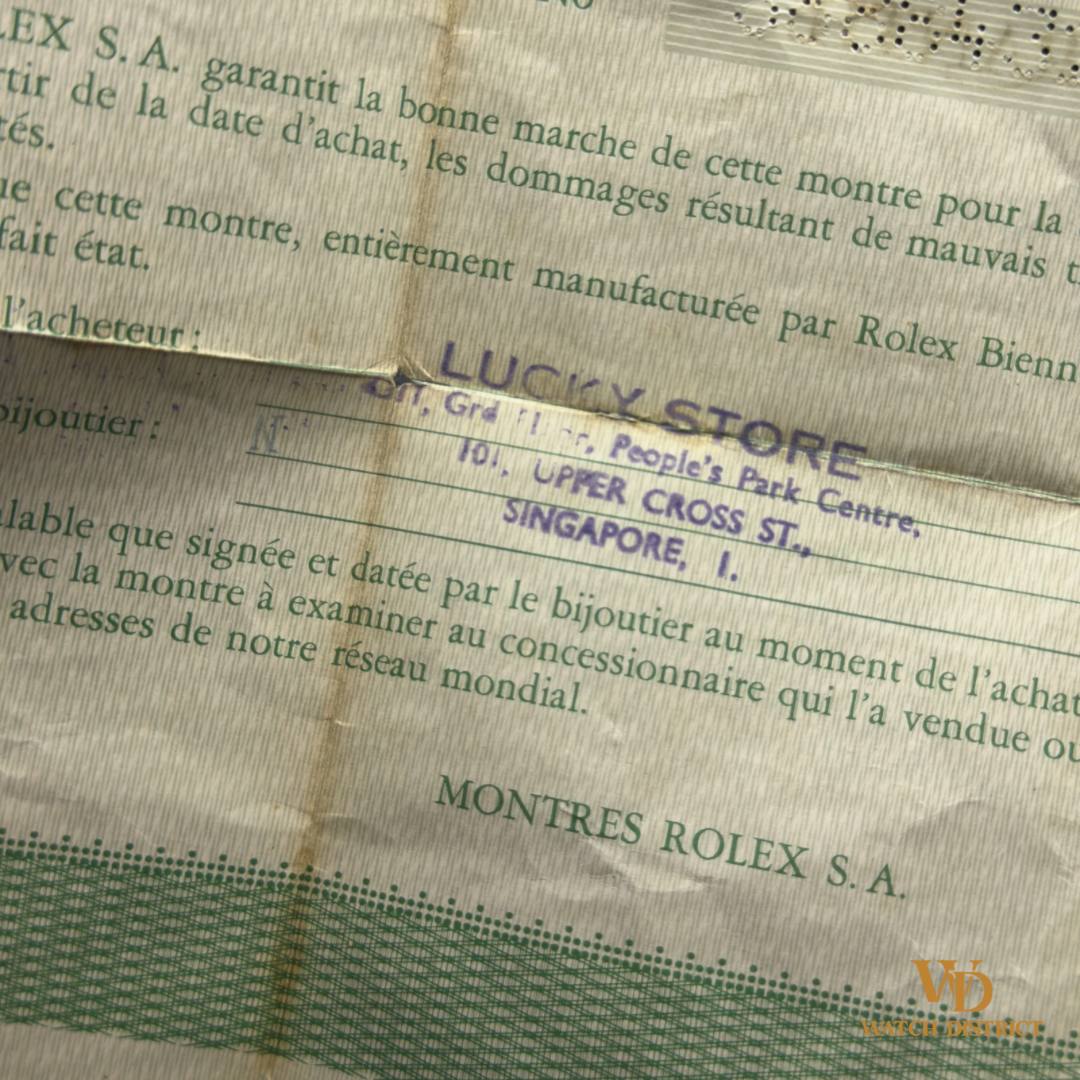 LEX S. A. garantit la bonne marche de cette montre pour la
rtir de la date d'achat, les dommages résultant de mauvais t
tés.
ue cette montre, entièrement manufacturée par Rolex Bienn
fait état.
l'acheteur :
LUCKY STORE
Grd Floor, People's Park Centre,
bijoutier :
101, UPPER CROSS ST.,
SINGAPORE, 1.
lable que signée et datée par le bijoutier au moment de l'achat
vec la montre à examiner au concessionnaire qui l'a vendue ou
adresses de notre réseau mondial.
MONTRES ROLEX S. A.
WD
WATCH DISTRICT